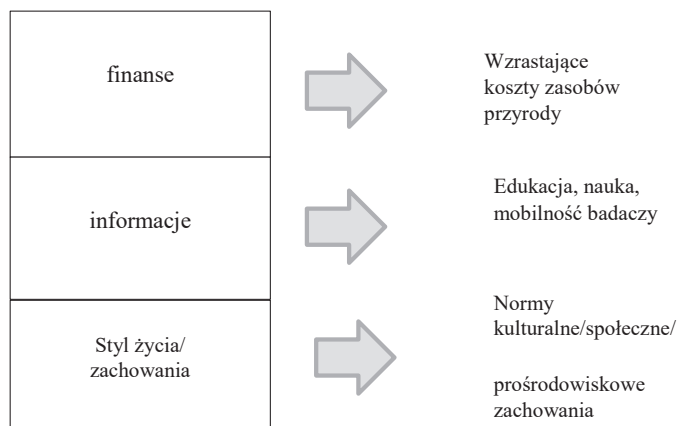 finanse
Wzrastające
koszty zasobów
przyrody
informacje
Edukacja, nauka,
mobilność badaczy
Styl życia/
zachowania
Normy
kulturalne/społeczne/
prośrodowiskowe
zachowania